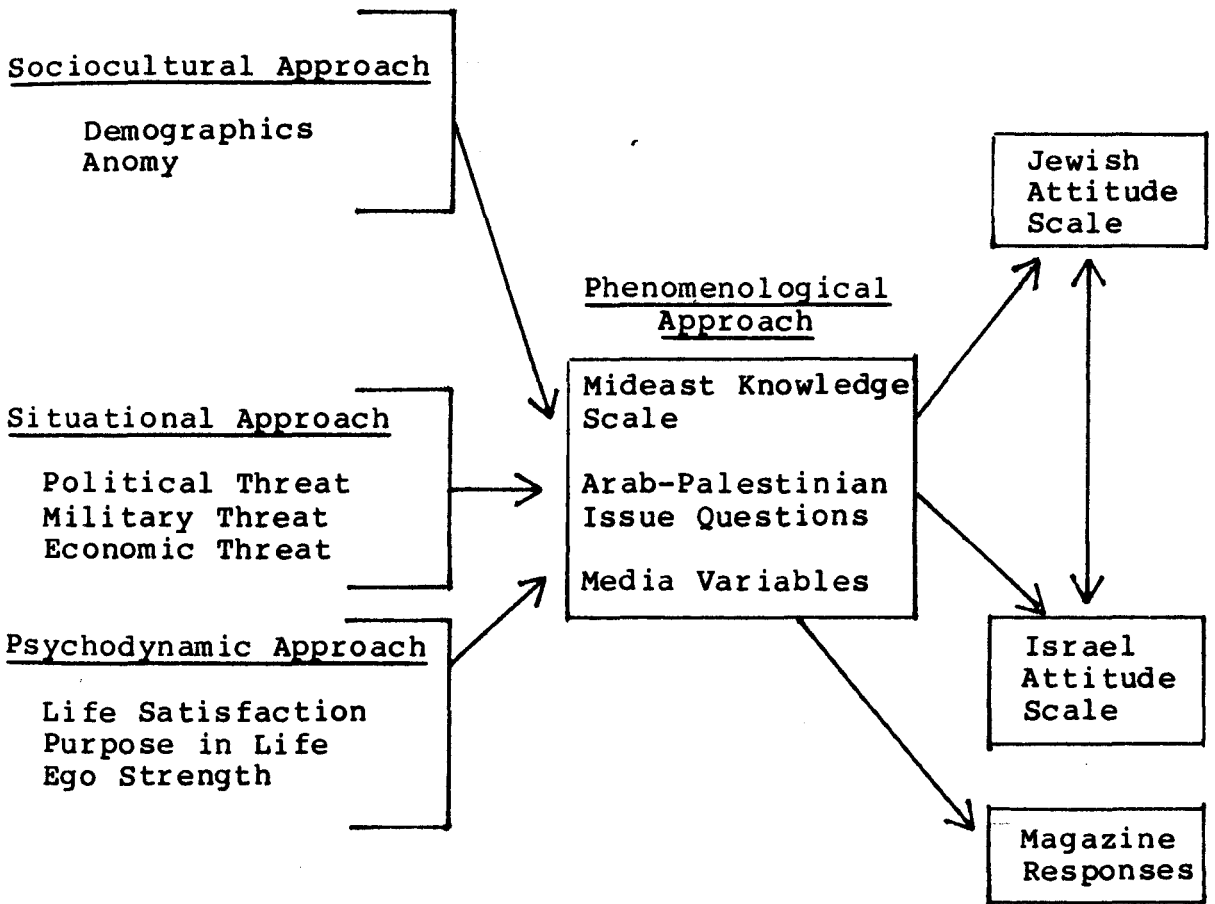 Sociocultural Approach
Demographics
Anomy
Situational Approach
Political Threat
Military Threat
Economic Threat
Psychodynamic Approach
Life Satisfaction
Purpose in Life
Ego Strength
Phenomenological
Approach
Mideast Knowledge
Scale
Arab-Palestinian
Issue Questions
Media Variables
Jewish
Attitude
Scale
Israel
Attitude
Scale
Magazine
Responses